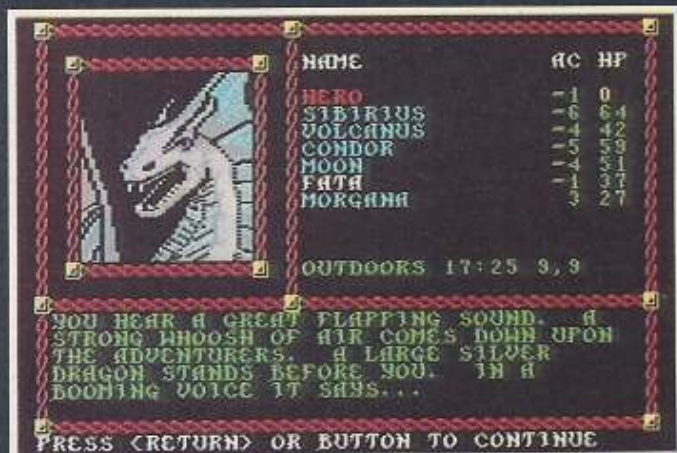 NAME AC HP
HERO -1 0
SIBIRIUS -6 64
VOLCANUS -4 42
CONDOR -5 59
MOON -4 51
FATA -1 37
MORGANA 3 27
OUTDOORS 17:25 9,9
YOU HEAR A GREAT FLAPPING SOUND. A
STRONG WHOOSH OF AIR COMES DOWN UPON
THE ADVENTURERS. A LARGE SILVER
DRAGON STANDS BEFORE YOU. IN A
BOOMING VOICE IT SAYS...
PRESS <RETURN> OR BUTTON TO CONTINUE